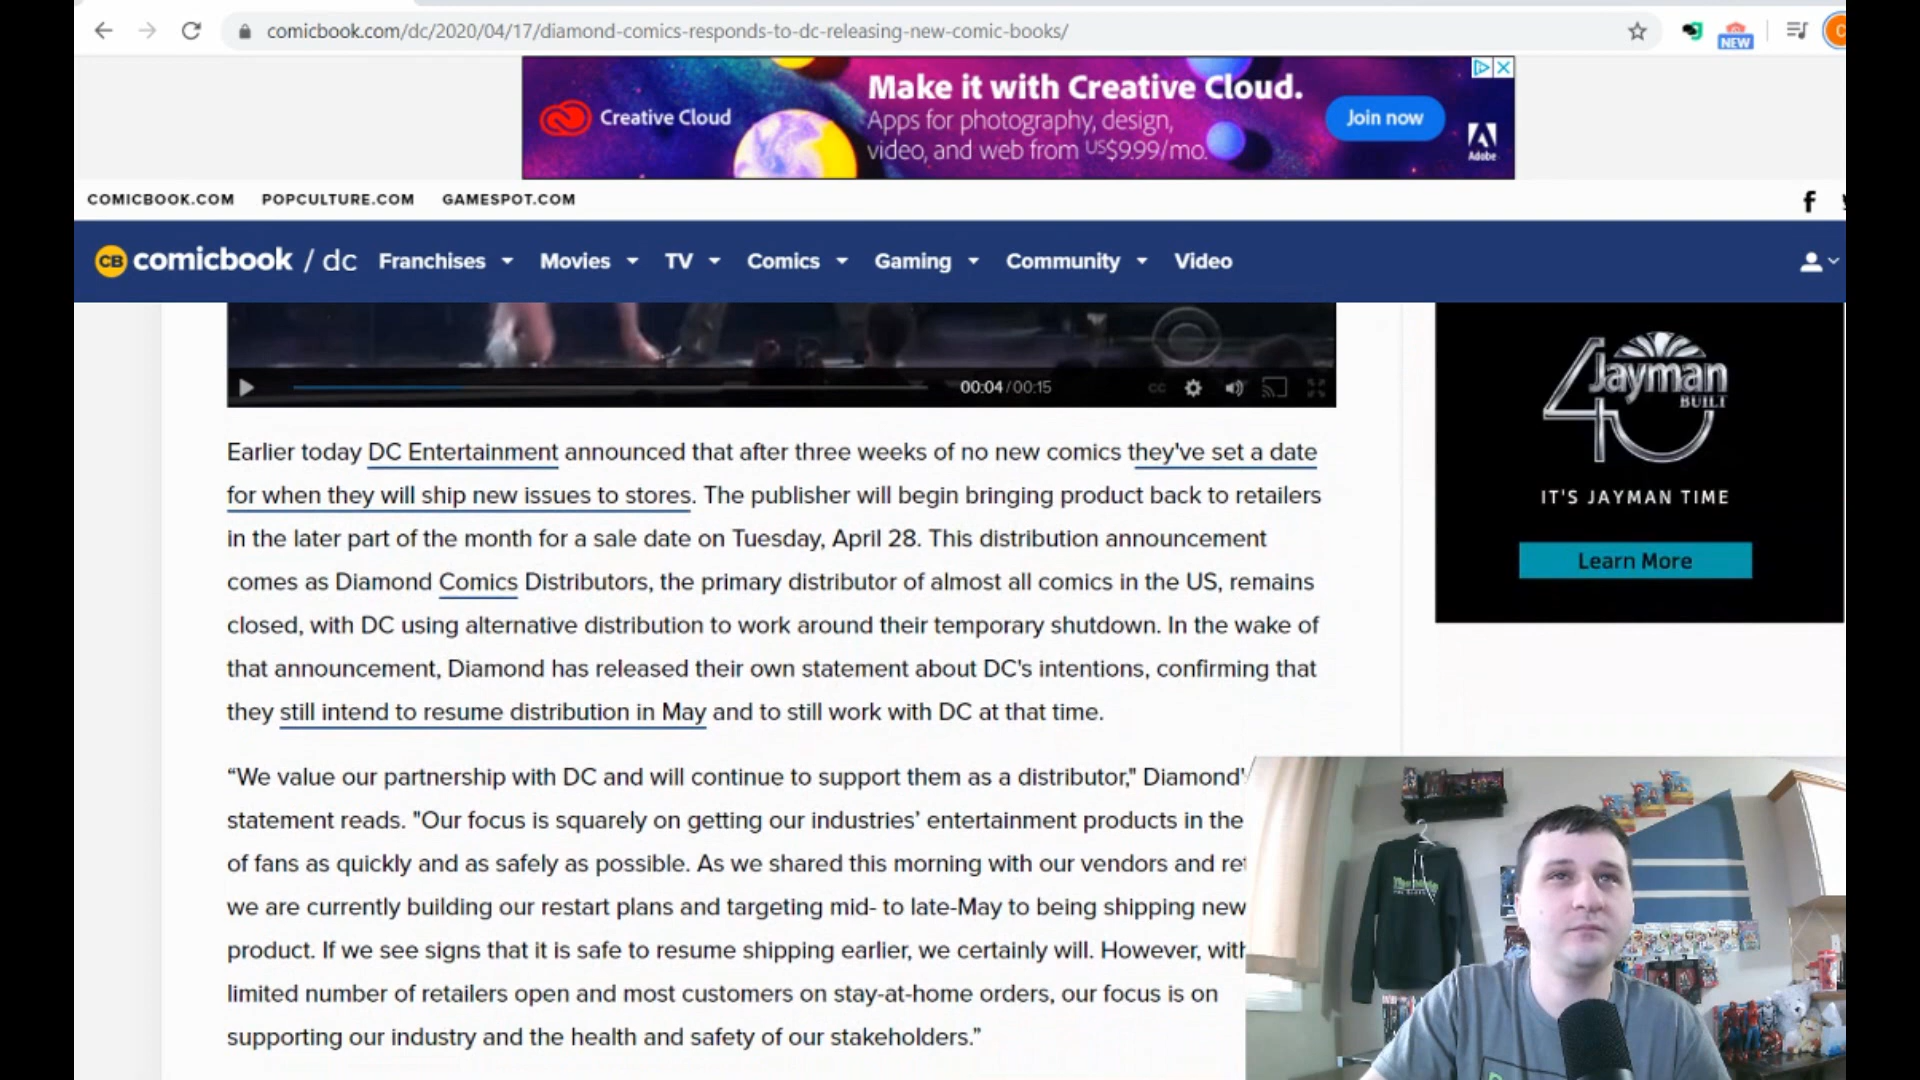 comicbook.com/dc/2020/04/17/diamond-comics-responds-to-dc-releasing-new-comic-books/
NEW
C
Creative Cloud
Make it with Creative Cloud.
Apps for photography, design,
video, and web from US$9.99/mo.
Join now
Adobe
COMICBOOK.COM POPCULTURE.COM GAMESPOT.COM
f
CB comicbook / dc Franchises Movies TV Comics Gaming Community Video
00:04/00:15
CC
Earlier today DC Entertainment announced that after three weeks of no new comics they've set a date
for when they will ship new issues to stores. The publisher will begin bringing product back to retailers
in the later part of the month for a sale date on Tuesday, April 28. This distribution announcement
comes as Diamond Comics Distributors, the primary distributor of almost all comics in the US, remains
closed, with DC using alternative distribution to work around their temporary shutdown. In the wake of
that announcement, Diamond has released their own statement about DC's intentions, confirming that
they still intend to resume distribution in May and to still work with DC at that time.
“We value our partnership with DC and will continue to support them as a distributor," Diamond'
statement reads. "Our focus is squarely on getting our industries’ entertainment products in the
of fans as quickly and as safely as possible. As we shared this morning with our vendors and ret
we are currently building our restart plans and targeting mid- to late-May to being shipping new
product. If we see signs that it is safe to resume shipping earlier, we certainly will. However, with
limited number of retailers open and most customers on stay-at-home orders, our focus is on
supporting our industry and the health and safety of our stakeholders.”
40
Jayman
BUILT
IT'S JAYMAN TIME
Learn More